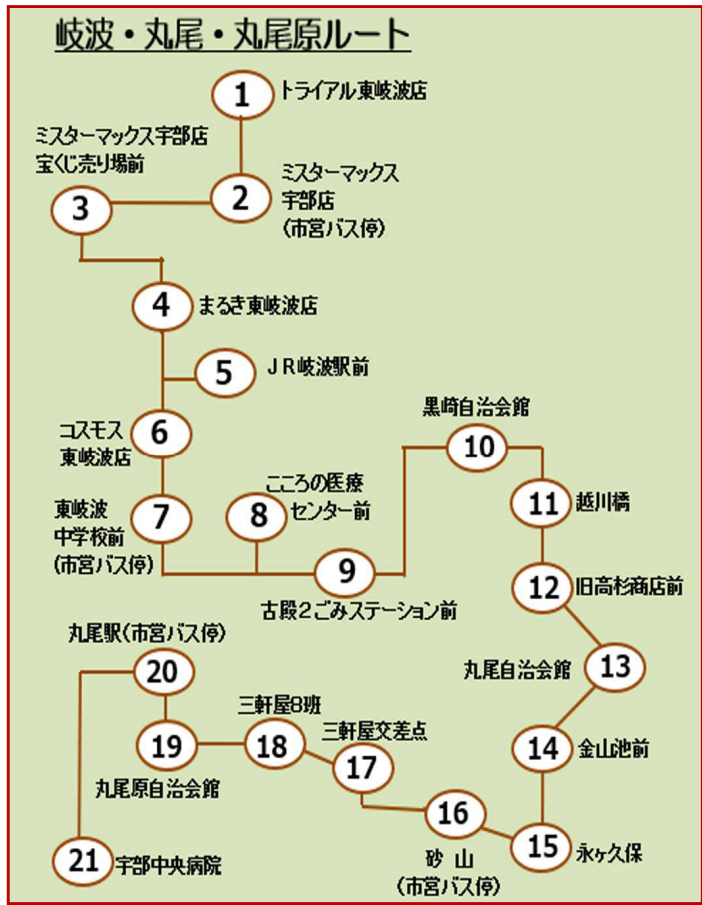 岐波・丸尾・丸尾原ルート
1
トライアル東岐波店
ミスターマックス宇部店
宝くじ売り場前
3
2
ミスターマックス
宇部店
(市営バス停)
4
まるき東岐波店
5
JR岐波駅前
コスモス
東岐波店
6
東岐波
中学校前
(市営バス停)
7
こころの医療
センター前
8
9
古殿2ごみステーション前
黒崎自治会館
10
11
越川橋
12
旧高杉商店前
丸尾自治会館
13
14
金山池前
15
永ヶ久保
16
砂 山
(市営バス停)
三軒屋交差点
17
三軒屋8班
18
19
丸尾原自治会館
丸尾駅(市営バス停)
20
21
宇部中央病院